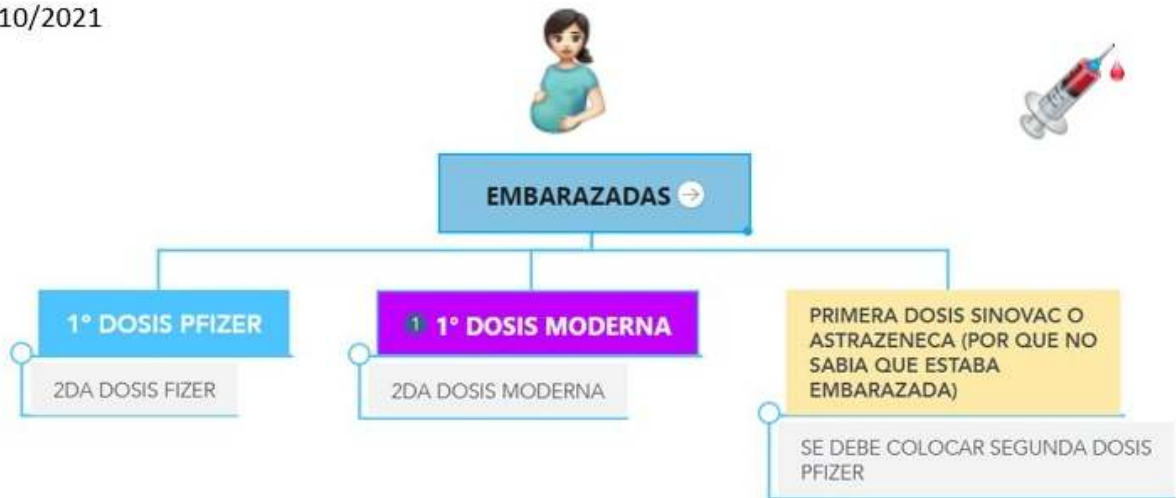 10/2021
EMBARAZADAS
1° DOSIS PFIZER
1 1° DOSIS MODERNA
PRIMERA DOSIS SINOVAC O
ASTRAZENECA (POR QUE NO
SABIA QUE ESTABA
EMBARAZADA)
2DA DOSIS FIZER
2DA DOSIS MODERNA
SE DEBE COLOCAR SEGUNDA DOSIS
PFIZER